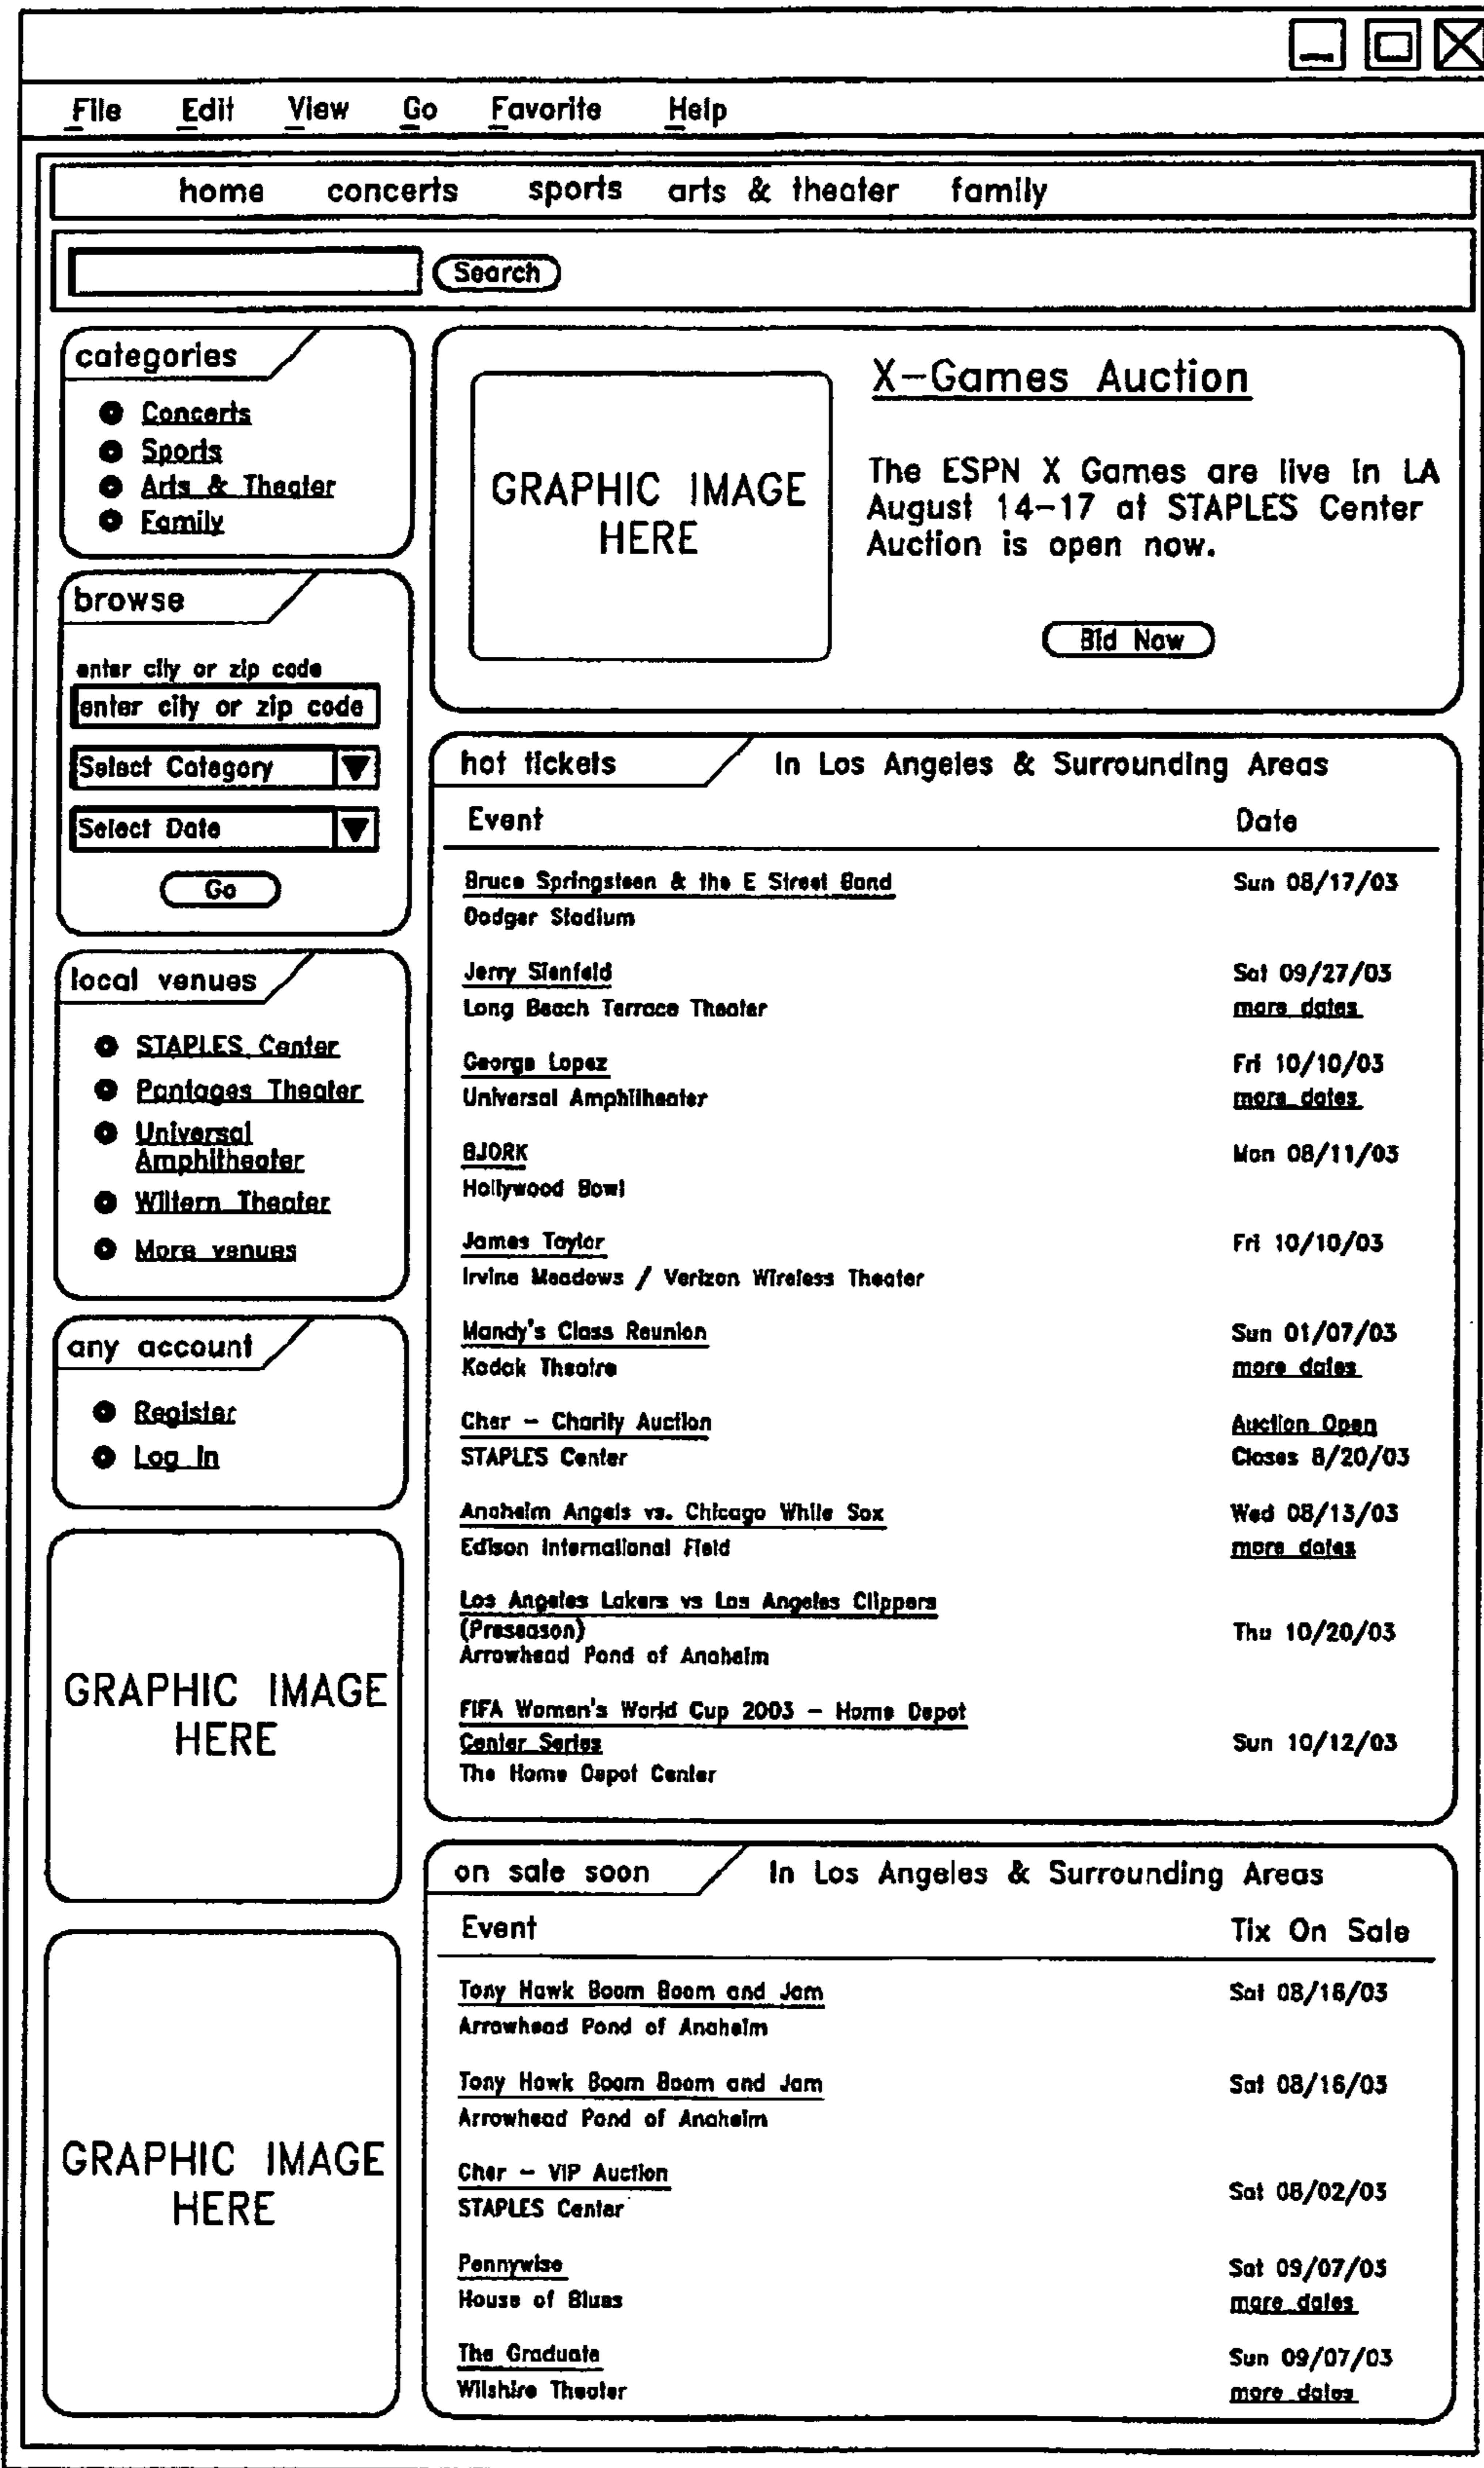 File Edit View Go Favorite Help
home concerts sports arts & theater family
Search
categories
Concerts
Sports
Arts & Theater
Family
browse
enter city or zip code
enter city or zip code
Select Category
Select Date
Go
local venues
STAPLES Center
Pantages Theater
Universal
Amphitheater
Wiltern Theater
More venues
any account
Register
Log In
GRAPHIC IMAGE
HERE
GRAPHIC IMAGE
HERE
GRAPHIC IMAGE
HERE
X-Games Auction
The ESPN X Games are live in LA
August 14-17 at STAPLES Center
Auction is open now.
Bid Now
hot tickets In Los Angeles & Surrounding Areas
Event Date
Bruce Springsteen & the E Street Band Sun 08/17/03
Dodger Stadium
Jerry Sienfeld Sat 09/27/03
Long Beach Terrace Theater more dates
George Lopez Fri 10/10/03
Universal Amphitheater more dates
BJORK Mon 08/11/03
Hollywood Bowl
James Taylor Fri 10/10/03
Irvine Meadows / Verizon Wireless Theater
Mandy's Class Reunion Sun 01/07/03
Kodak Theatre more dates
Cher - Charity Auction Auction Open
STAPLES Center Closes 8/20/03
Anaheim Angels vs. Chicago While Sox Wed 08/13/03
Edison International Field more dates
Los Angeles Lakers vs Los Angeles Clippers
(Preseason) Thu 10/20/03
Arrowhead Pond of Anaheim
FIFA Women's World Cup 2003 - Home Depot
Center Series Sun 10/12/03
The Home Depot Center
on sale soon In Los Angeles & Surrounding Areas
Event Tix On Sale
Tony Hawk Boom Boom and Jam Sat 08/16/03
Arrowhead Pond of Anaheim
Tony Hawk Boom Boom and Jam Sat 08/16/03
Arrowhead Pond of Anaheim
Cher - VIP Auction
STAPLES Center Sat 08/02/03
Pennywise Sat 09/07/03
House of Blues more dates
The Graduate Sun 09/07/03
Wilshire Theater more dates